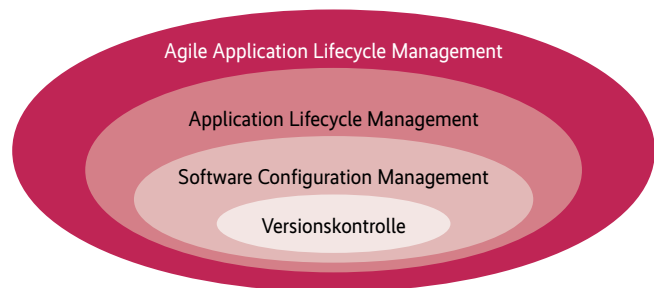 Agile Application Lifecycle Management
Application Lifecycle Management
Software Configuration Management
Versionskontrolle